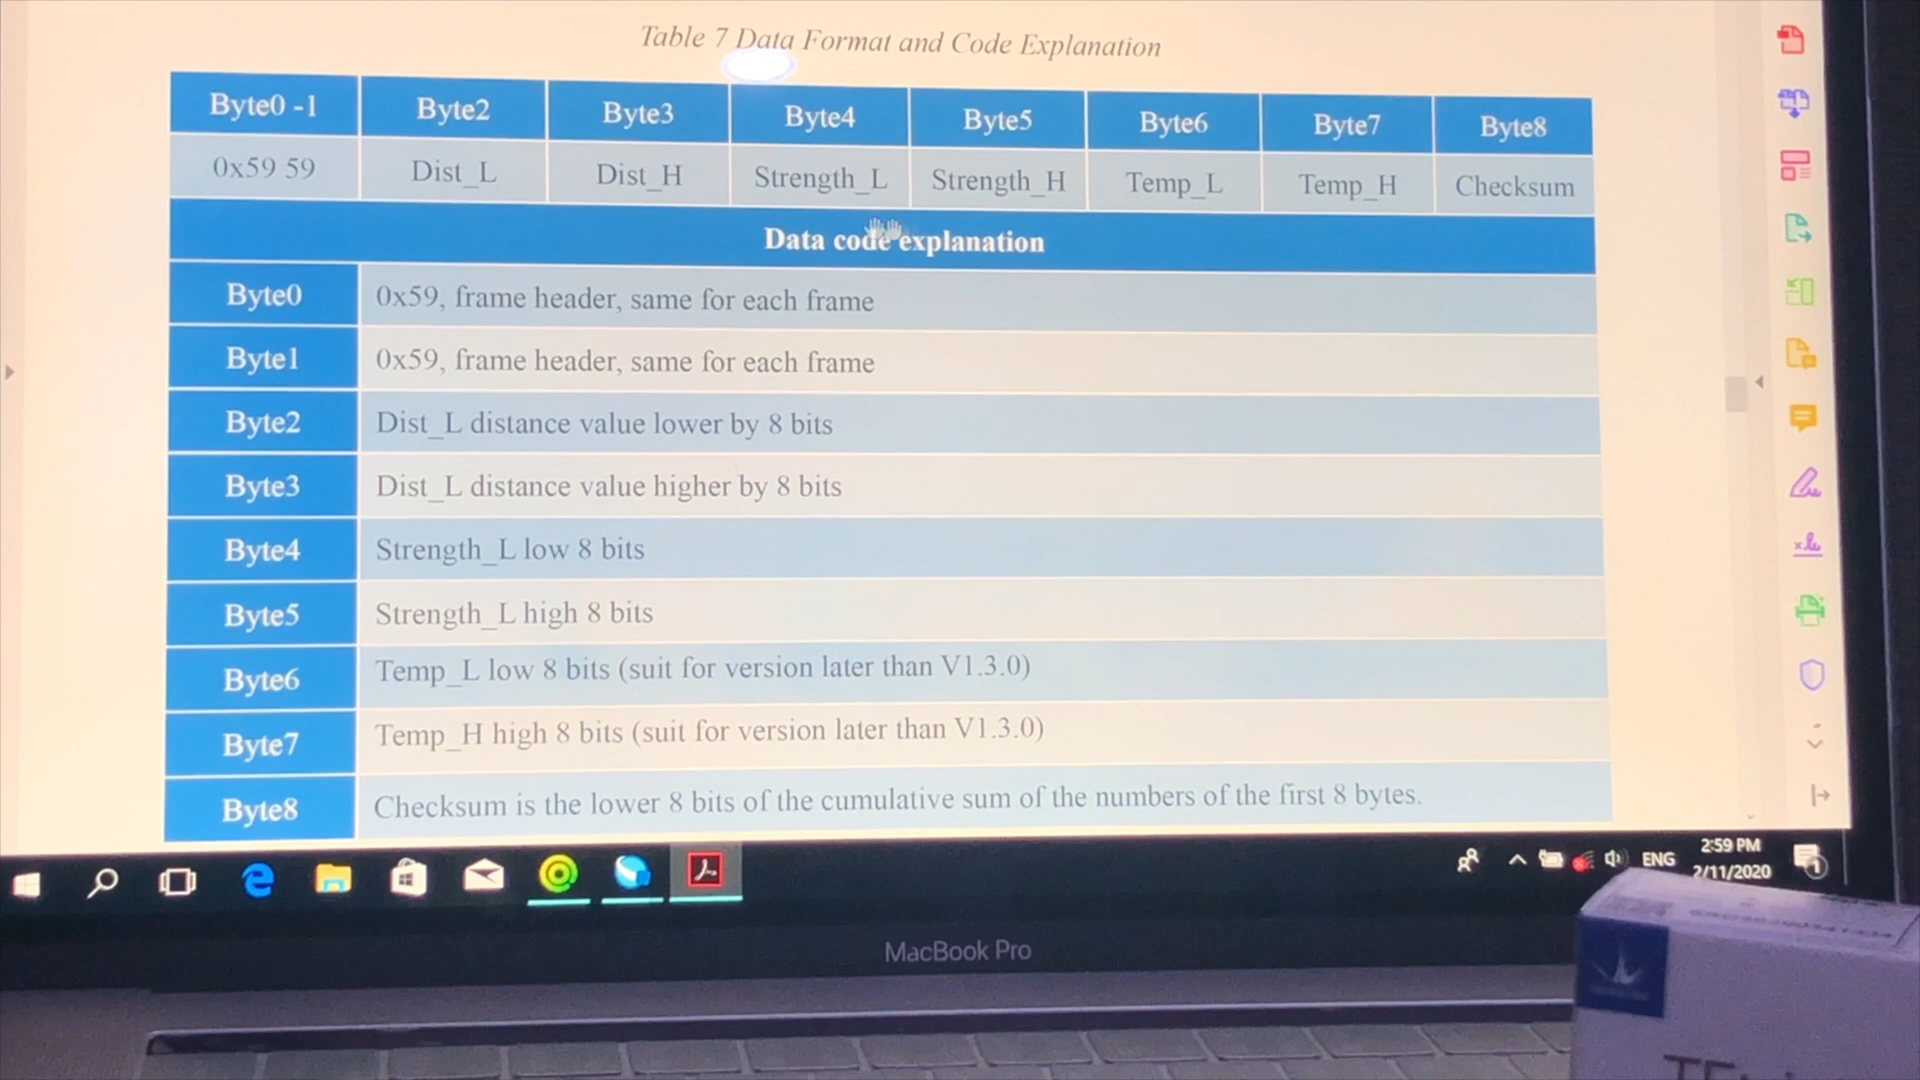 Table 7 Data Format and Code Explanation
Byte0 -1 Byte2 Byte3 Byte4 Byte5 Byte6 Byte7 Byte8
0x59 59 Dist_L Dist_H Strength_L Strength_H Temp_L Temp_H Checksum
Data code explanation
Byte0 0x59, frame header, same for each frame
Byte1 0x59, frame header, same for each frame
Byte2 Dist_L distance value lower by 8 bits
Byte3 Dist_L distance value higher by 8 bits
Byte4 Strength_L low 8 bits
Byte5 Strength_L high 8 bits
Byte6 Temp_L low 8 bits (suit for version later than V1.3.0)
Byte7 Temp_H high 8 bits (suit for version later than V1.3.0)
Byte8 Checksum is the lower 8 bits of the cumulative sum of the numbers of the first 8 bytes.
ENG
2:59 PM
2/11/2020
1
MacBook Pro